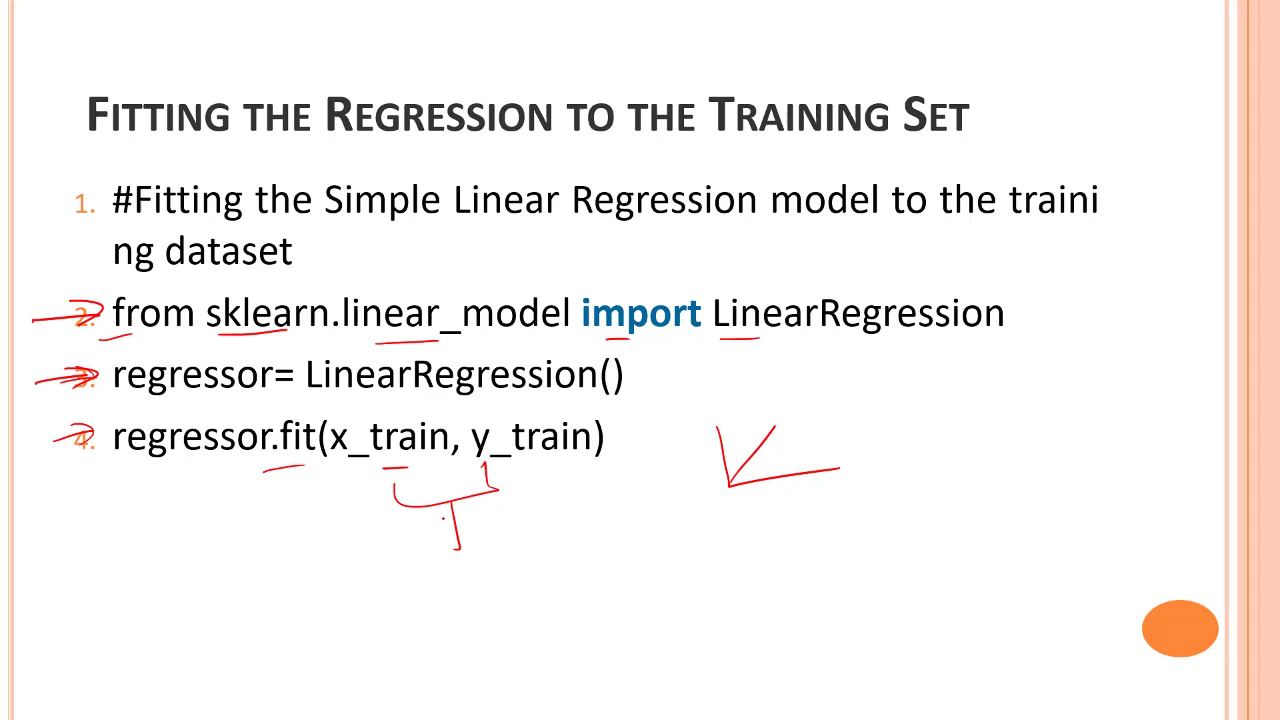 FITTING THE REGRESSION TO THE TRAINING SET
1. #Fitting the Simple Linear Regression model to the traini
ng dataset
2. from sklearn.linear_model import LinearRegression
3. regressor= LinearRegression()
4. regressor.fit(x_train, y_train)